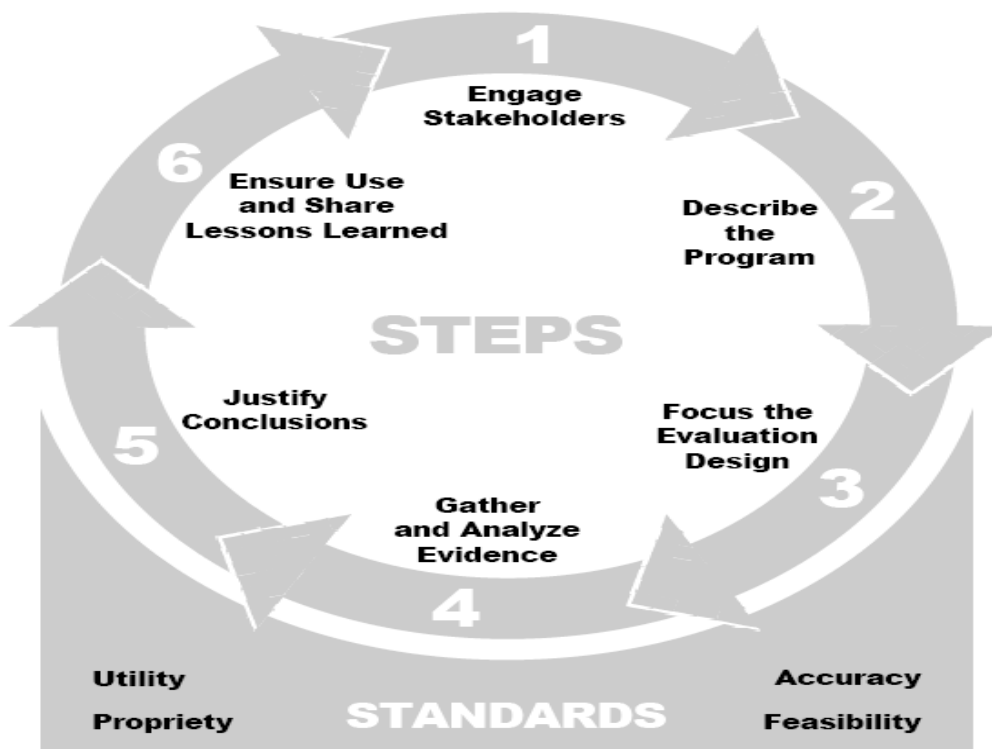 1
Engage
Stakeholders
2
Describe
the
Program
3
Focus the
Evaluation
Design
4
Gather
and Analyze
Evidence
5
Justify
Conclusions
6
Ensure Use
and Share
Lessons Learned
STEPS
Utility
Propriety
STANDARDS
Accuracy
Feasibility